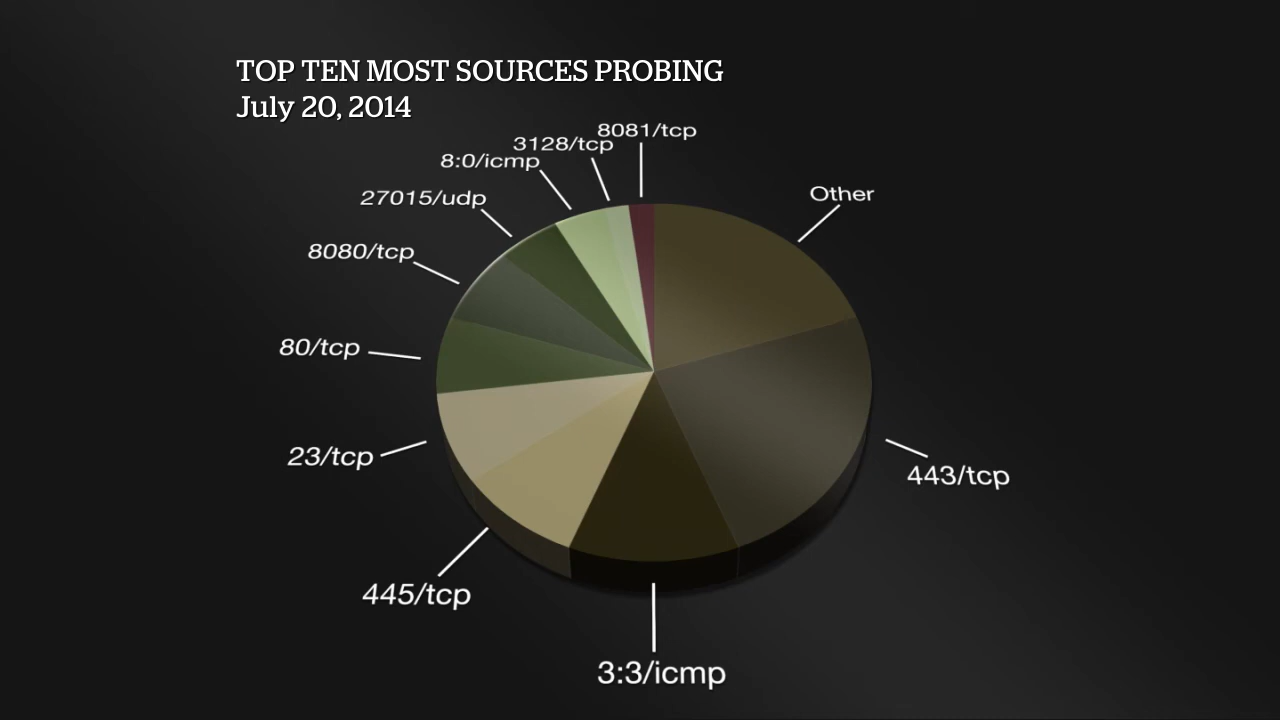 TOP TEN MOST SOURCES PROBING
July 20, 2014
8081/tcp
3128/tcp
8:0/icmp
27015/udp
Other
8080/tcp
80/tcp
23/tcp
443/tcp
445/tcp
3:3/icmp